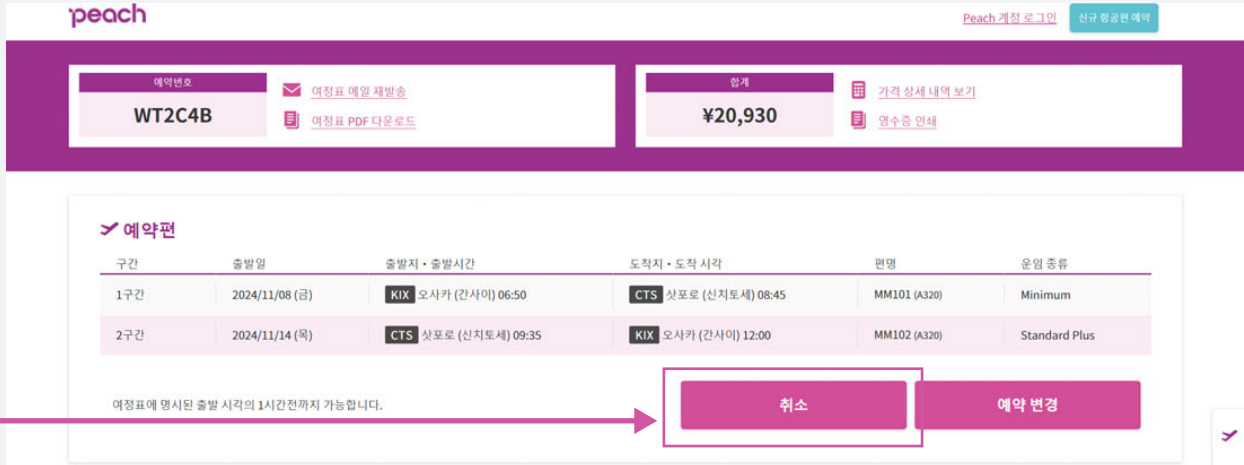 peach
Peach 계정 로그인
신규 항공편 예약
예약번호
WT2C4B
여정표 메일 재발송
여정표 PDF 다운로드
합계
¥20,930
가격 상세 내역 보기
영수증 인쇄
예약편
구간 출발일 출발지・출발시간 도착지・도착 시각 편명 운임 종류
1구간 2024/11/08 (금) KIX 오사카 (간사이) 06:50 CTS 삿포로 (신치토세) 08:45 MM101 (A320) Minimum
2구간 2024/11/14 (목) CTS 삿포로 (신치토세) 09:35 KIX 오사카 (간사이) 12:00 MM102 (A320) Standard Plus
여정표에 명시된 출발 시각의 1시간전까지 가능합니다.
취소
예약 변경